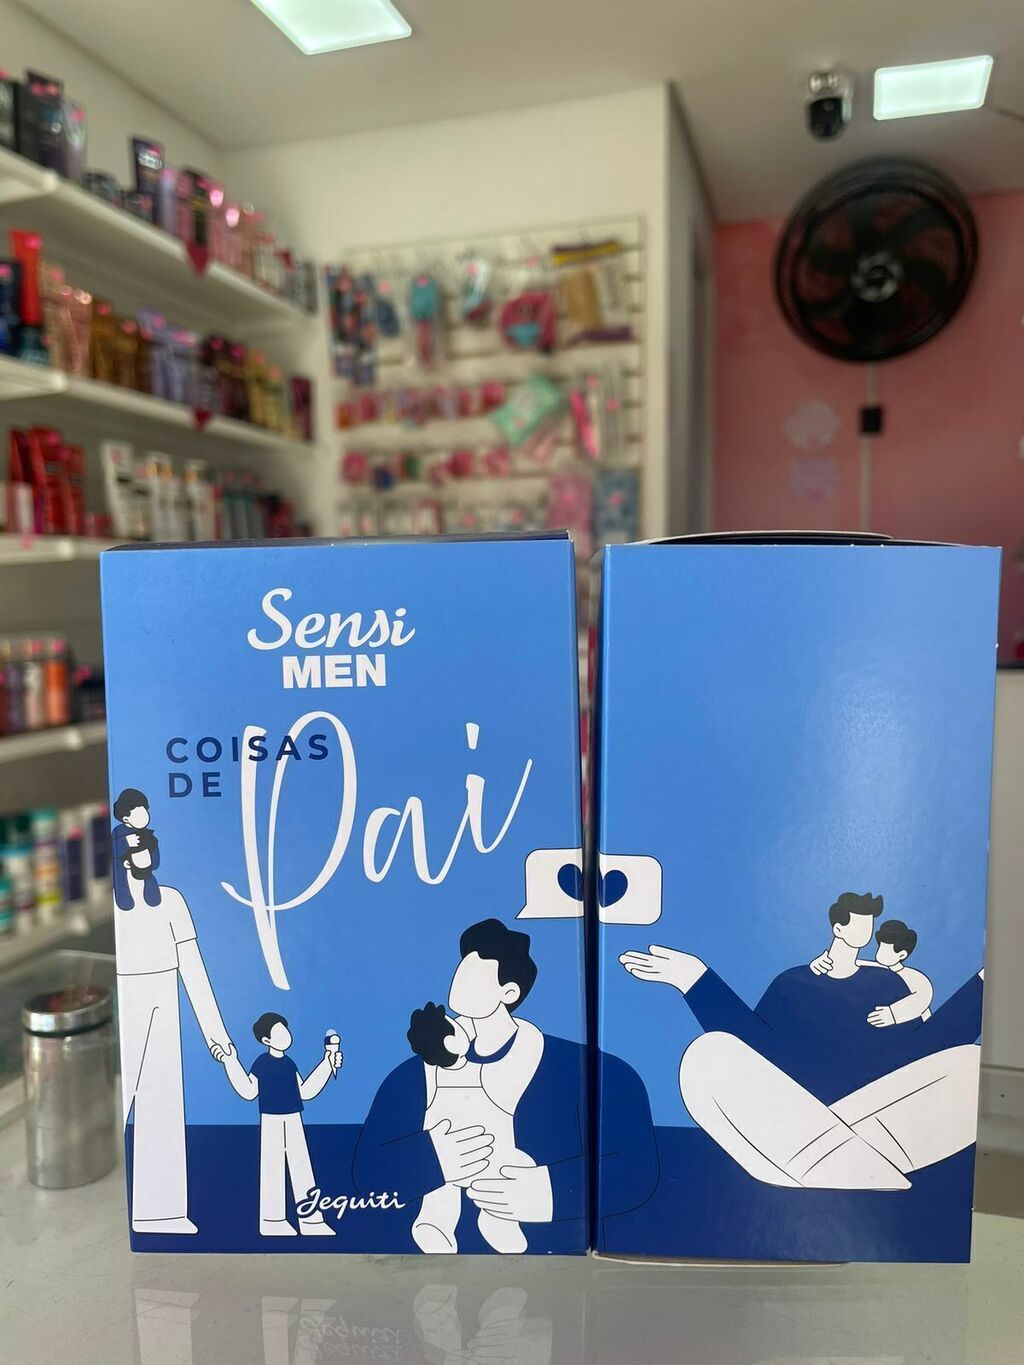 Sensi
MEN
COISAS
DE
Pai
Jequiti